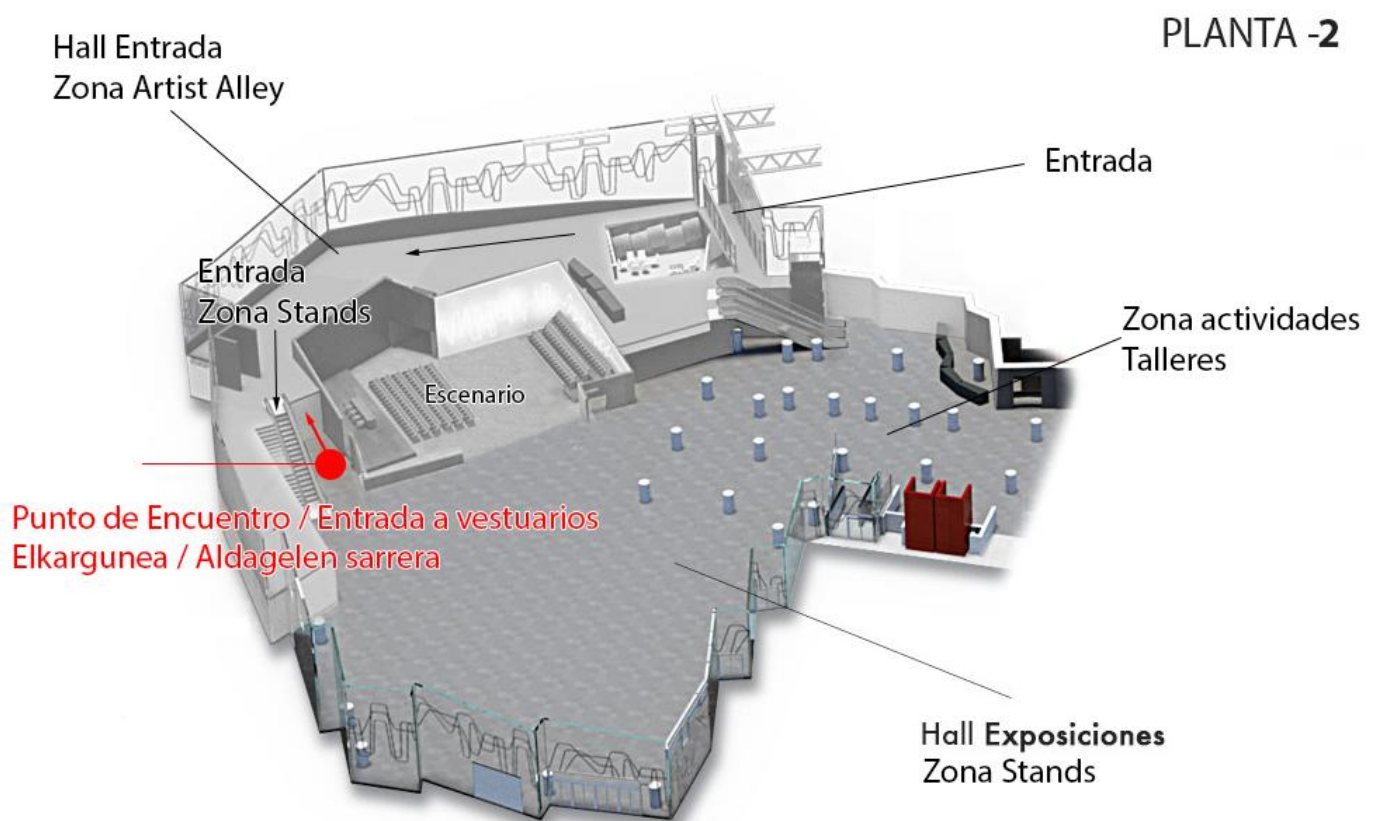 PLANTA -2
Hall Entrada
Zona Artist Alley
Entrada
Entrada
Zona Stands
Zona actividades
Talleres
Escenario
Punto de Encuentro / Entrada a vestuarios
Elkargunea / Aldagelen sarrera
Hall Exposiciones
Zona Stands